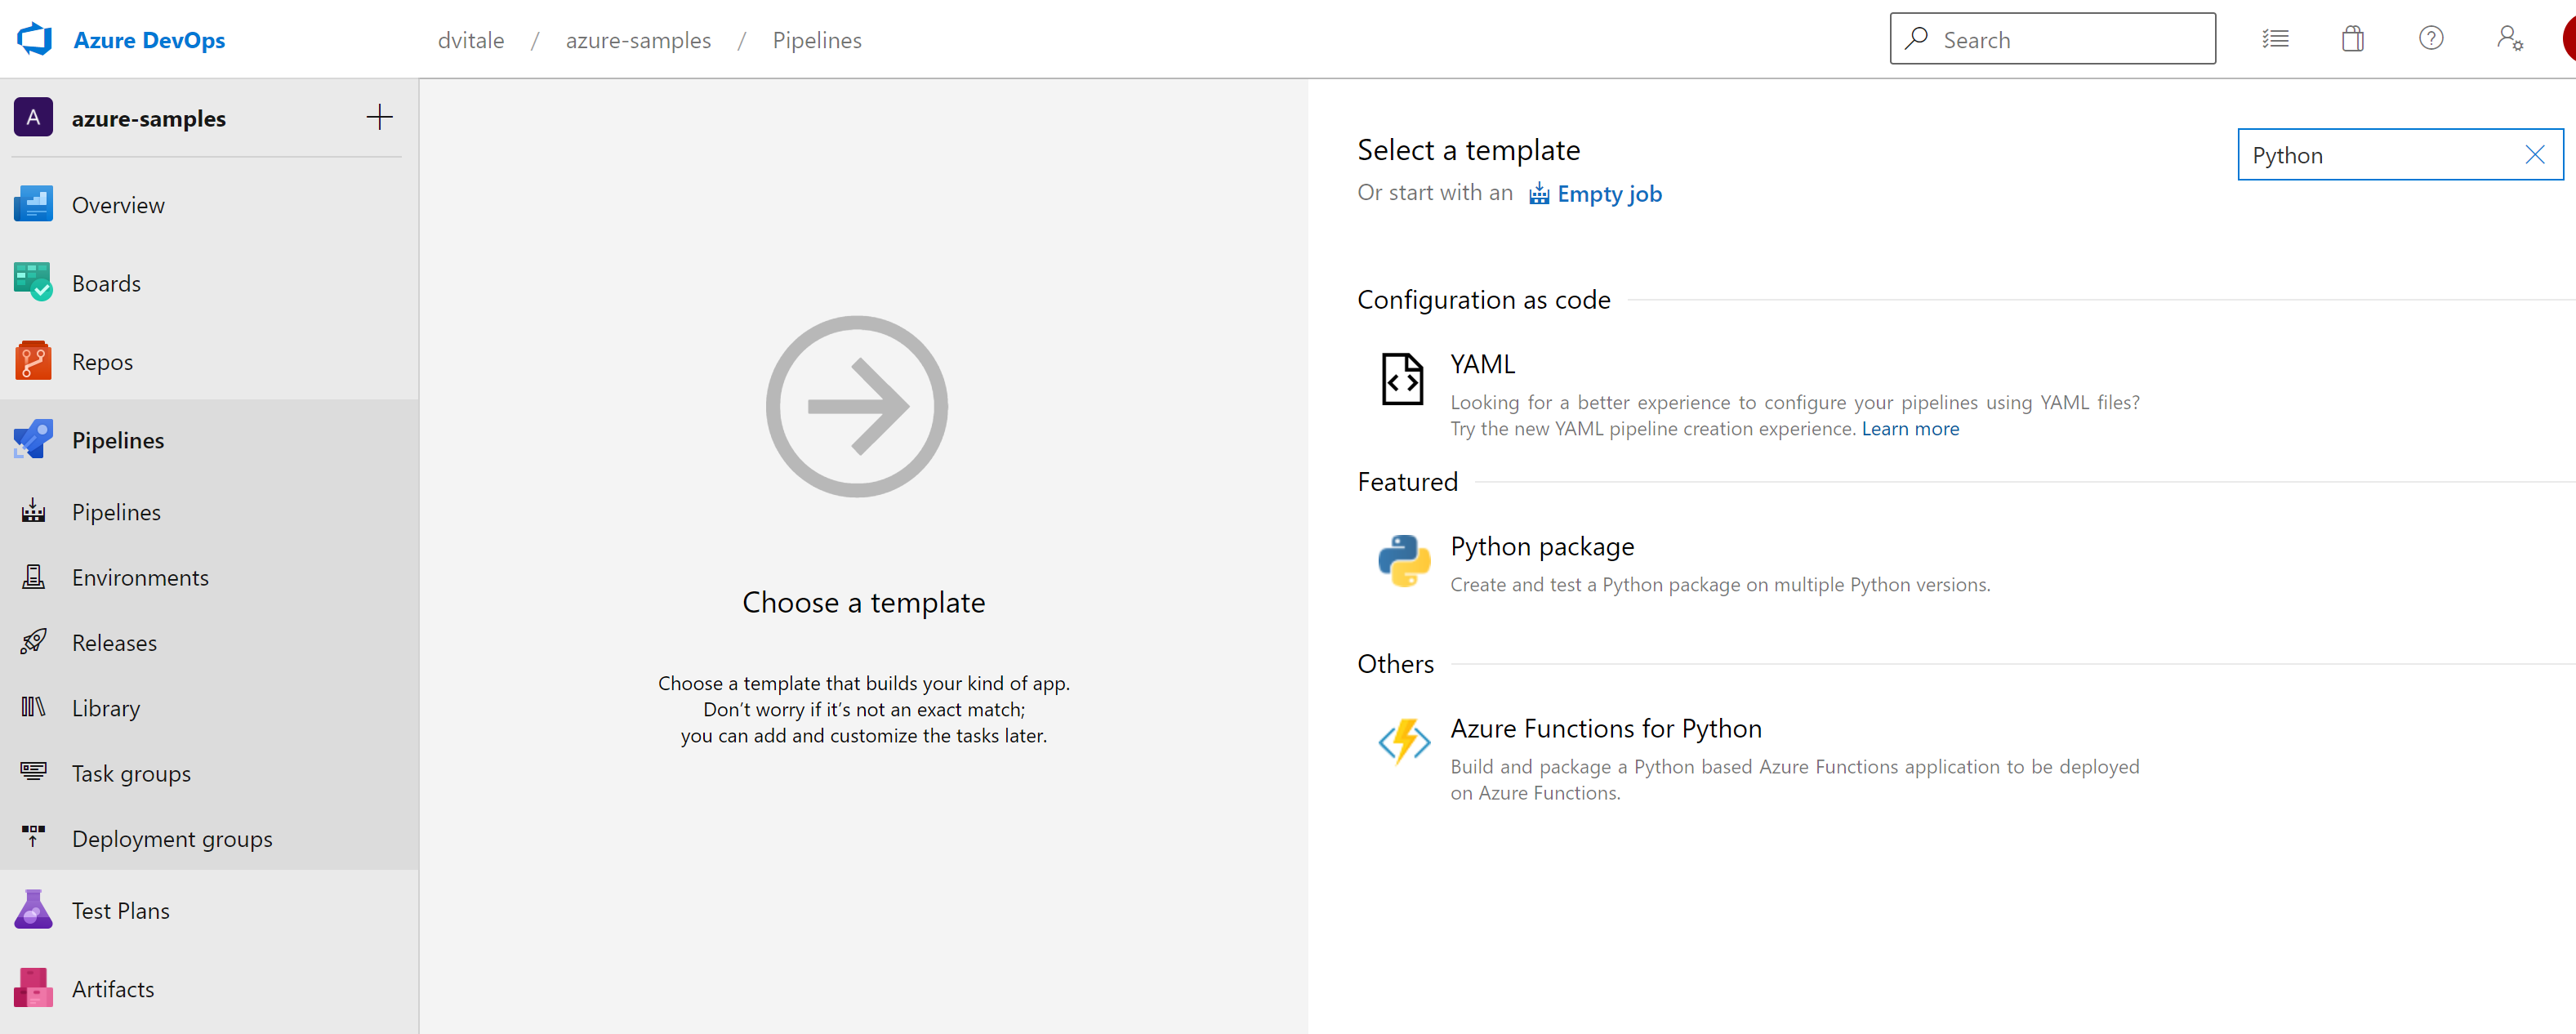 Azure DevOps
dvitale / azure-samples / Pipelines
Search
A
azure-samples
Overview
Boards
Repos
Pipelines
Pipelines
Environments
Releases
Library
Task groups
Deployment groups
Test Plans
Artifacts
Choose a template
Choose a template that builds your kind of app.
Don’t worry if it’s not an exact match;
you can add and customize the tasks later.
Select a template
Python
Or start with an Empty job
Configuration as code
YAML
Looking for a better experience to configure your pipelines using YAML files?
Try the new YAML pipeline creation experience. Learn more
Featured
Python package
Create and test a Python package on multiple Python versions.
Others
Azure Functions for Python
Build and package a Python based Azure Functions application to be deployed
on Azure Functions.